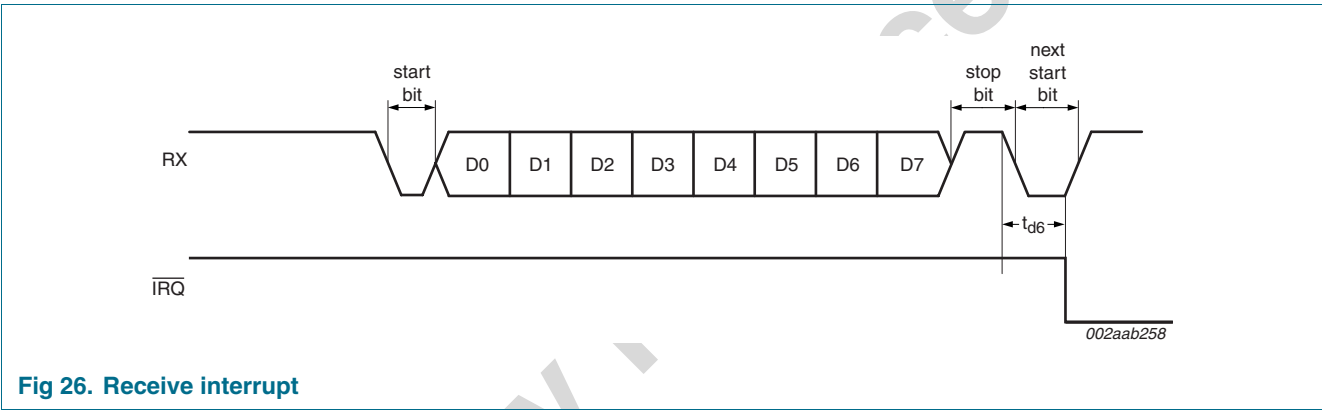 start
bit
stop
bit
next
start
bit
RX
D0 D1 D2 D3 D4 D5 D6 D7
td6
IRQ
002aab258
Fig 26. Receive interrupt